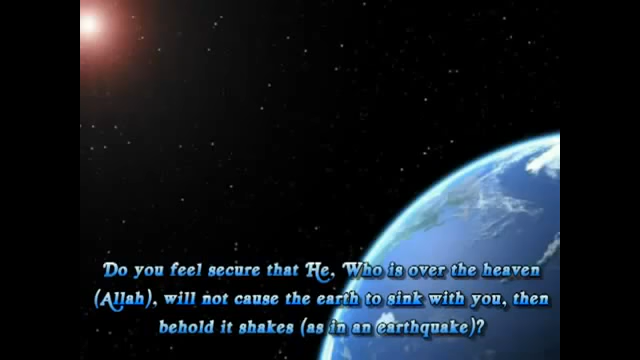 Do you feel secure that He, Who is over the heaven
(Allah), will not cause the earth to sink with you, then
behold it shakes (as in an earthquake)?